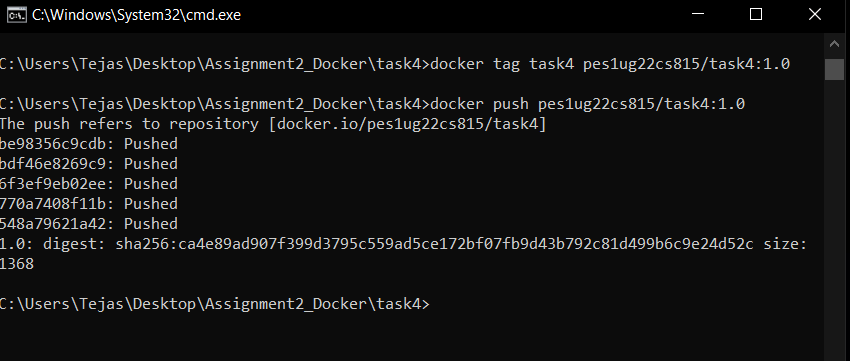 C:\Windows\System32\cmd.exe
C:\Users\Tejas\Desktop\Assignment2_Docker\task4>docker tag task4 pes1ug22cs815/task4:1.0
C:\Users\Tejas\Desktop\Assignment2_Docker\task4>docker push pes1ug22cs815/task4:1.0
The push refers to repository [docker.io/pes1ug22cs815/task4]
be98356c9cdb: Pushed
bdf46e8269c9: Pushed
6f3ef9eb02ee: Pushed
770a7408f11b: Pushed
548a79621a42: Pushed
1.0: digest: sha256:ca4e89ad907f399d3795c559ad5ce172bf07fb9d43b792c81d499b6c9e24d52c size:
1368
C:\Users\Tejas\Desktop\Assignment2_Docker\task4>